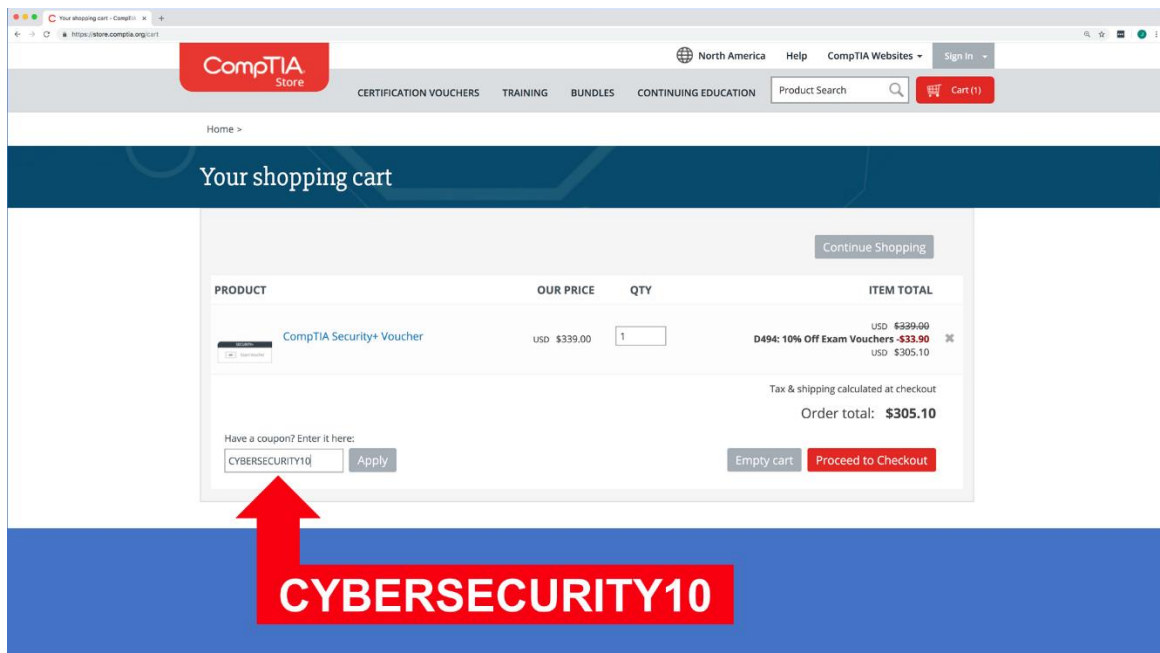 Your shopping cart - CompTIA
https://store.comptia.org/cart
CompTIA.
Store
North America Help CompTIA Websites Sign In
CERTIFICATION VOUCHERS TRAINING BUNDLES CONTINUING EDUCATION Product Search Cart (1)
Home >
Your shopping cart
Continue Shopping
PRODUCT OUR PRICE QTY ITEM TOTAL
USD $339.00
CompTIA Security+ Voucher USD $339.00 1 D494: 10% Off Exam Vouchers -$33.90
USD $305.10
Tax & shipping calculated at checkout
Order total: $305.10
Have a coupon? Enter it here:
CYBERSECURITY10 Apply Empty cart Proceed to Checkout
CYBERSECURITY10